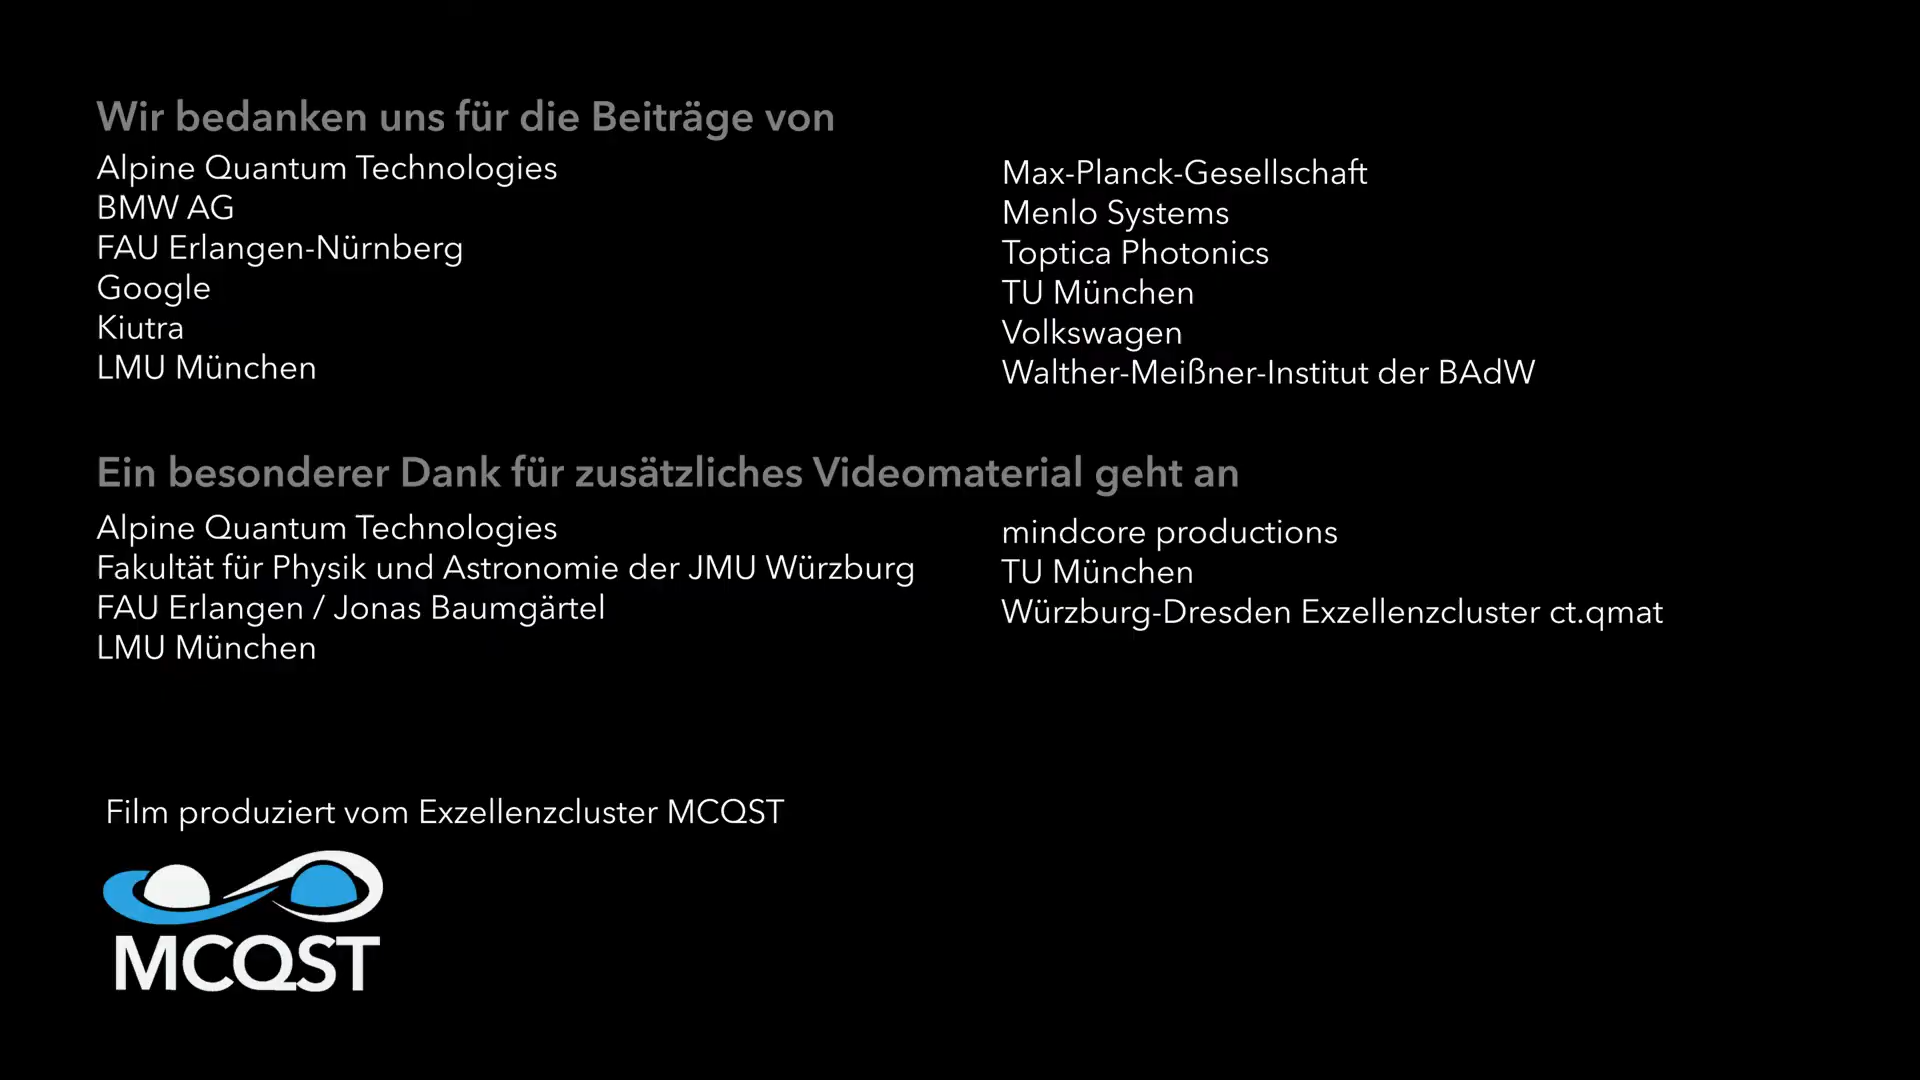 Wir bedanken uns für die Beiträge von
Alpine Quantum Technologies
BMW AG
FAU Erlangen-Nürnberg
Google
Kiutra
LMU München
Max-Planck-Gesellschaft
Menlo Systems
Toptica Photonics
TU München
Volkswagen
Walther-Meißner-Institut der BAdW
Ein besonderer Dank für zusätzliches Videomaterial geht an
Alpine Quantum Technologies
Fakultät für Physik und Astronomie der JMU Würzburg
FAU Erlangen / Jonas Baumgärtel
LMU München
mindcore productions
TU München
Würzburg-Dresden Exzellenzcluster ct.qmat
Film produziert vom Exzellenzcluster MCQST
MCQST